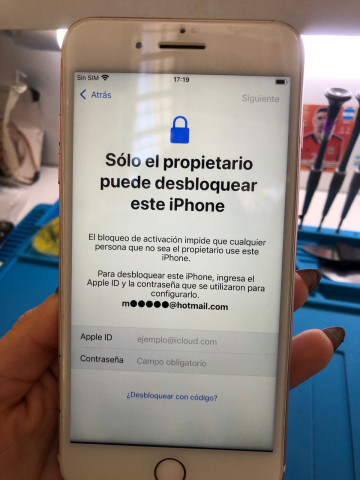 Sin SIM
17:19
Atrás
Siguiente
Sólo el propietario
puede desbloquear
este iPhone
El bloqueo de activación impide que cualquier
persona que no sea el propietario use este
iPhone.
Para desbloquear este iPhone, ingresa el
Apple ID y la contraseña que se utilizaron para
configurarlo.
m●●●●●@hotmail.com
Apple ID ejemplo@icloud.com
Contraseña Campo obligatorio
¿Desbloquear con código?